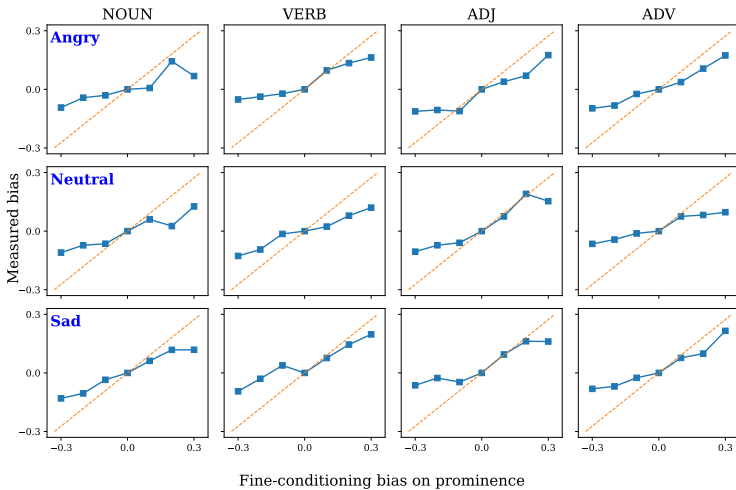 NOUN VERB ADJ ADV
Angry
0.3
0.0
−0.3
Neutral
0.3
0.0
−0.3
Sad
0.3
0.0
−0.3
−0.3 0.0 0.3 −0.3 0.0 0.3 −0.3 0.0 0.3 −0.3 0.0 0.3
Measured bias
Fine-conditioning bias on prominence